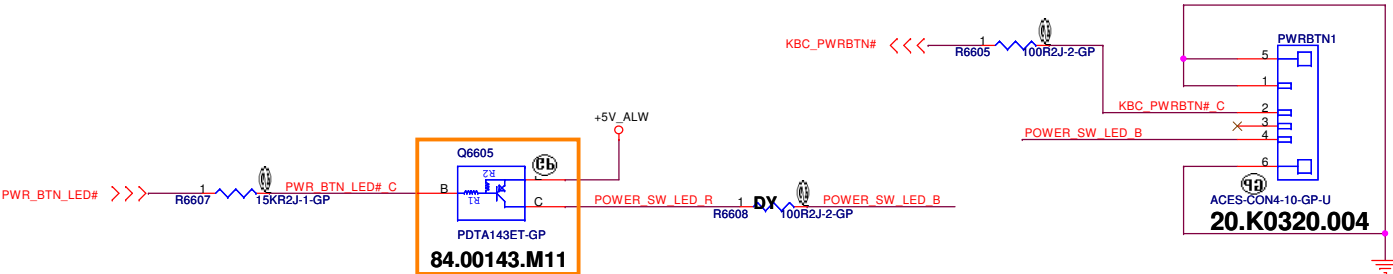 KBC_PWRBTN#
1
R6605
100R2J-2-GP
PWRBTN1
5
1
KBC_PWRBTN#_C
2
3
POWER_SW_LED_B
4
6
ACES-CON4-10-GP-U
20.K0320.004
+5V_ALW
Q6605
R2
R1
B
C
PDTA143ET-GP
84.00143.M11
PWR_BTN_LED#
1
R6607
15KR2J-1-GP
PWR_BTN_LED#_C
POWER_SW_LED_R
1
R6608
DY
100R2J-2-GP
POWER_SW_LED_B